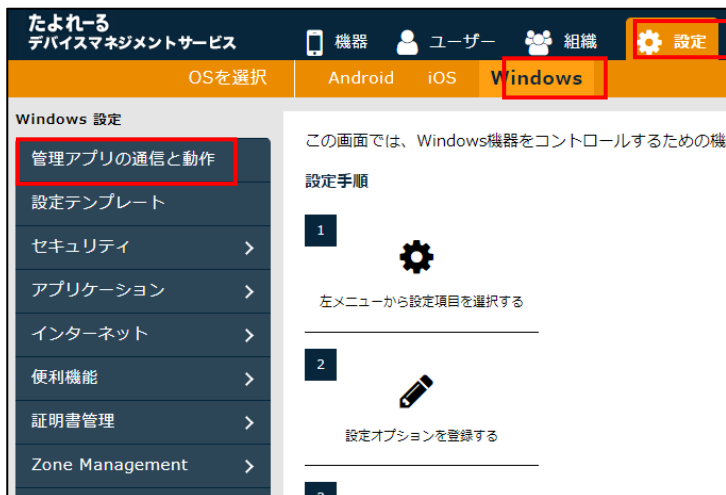 たよれーる
デバイスマネジメントサービス
機器 ユーザー 組織 設定
OSを選択 Android iOS Windows
Windows 設定
管理アプリの通信と動作
設定テンプレート
セキュリティ
アプリケーション
インターネット
便利機能
証明書管理
Zone Management
この画面では、Windows機器をコントロールするための機
設定手順
1
左メニューから設定項目を選択する
2
設定オプションを登録する